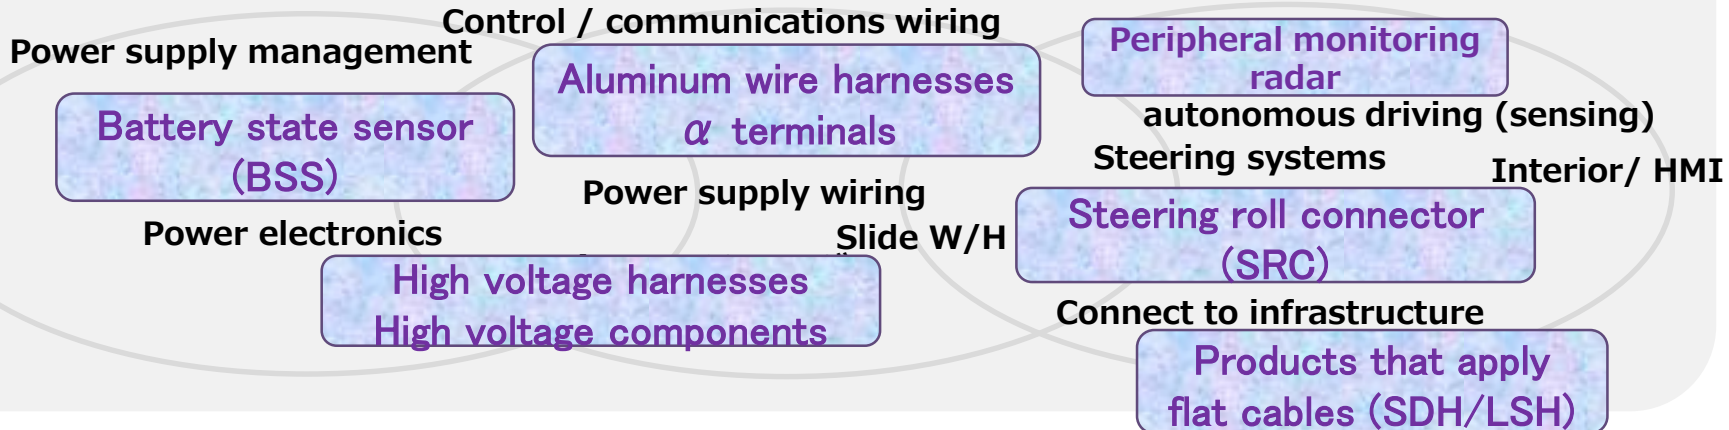 Control / communications wiring
Power supply management
Peripheral monitoring
radar
Aluminum wire harnesses
α terminals
Battery state sensor
(BSS)
autonomous driving (sensing)
Steering systems
Interior/ HMI
Power supply wiring
Power electronics
Slide W/H
Steering roll connector
(SRC)
High voltage harnesses
High voltage components
Connect to infrastructure
Products that apply
flat cables (SDH/LSH)